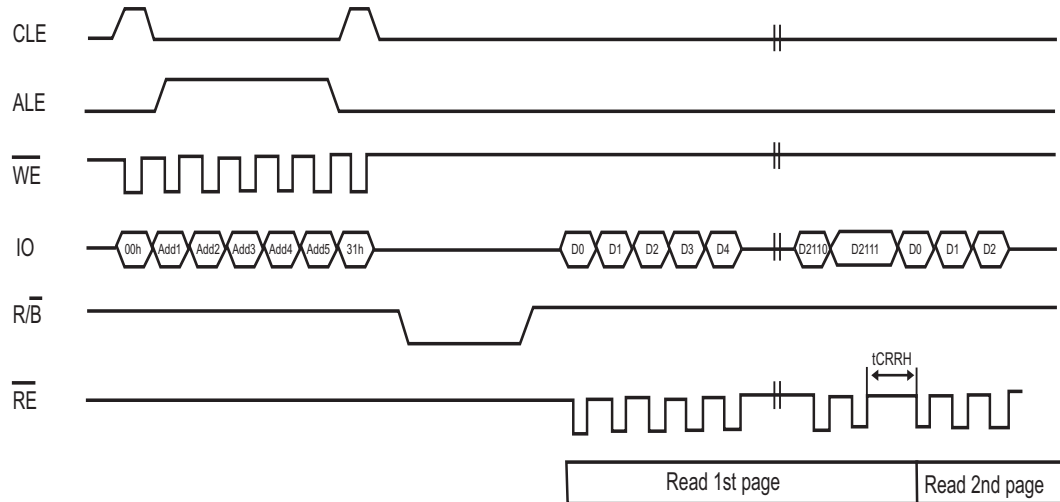 CLE
ALE
WE
IO 00h Add1 Add2 Add3 Add4 Add5 31h D0 D1 D2 D3 D4 D2110 D2111 D0 D1 D2
R/B
tCRRH
RE
Read 1st page Read 2nd page